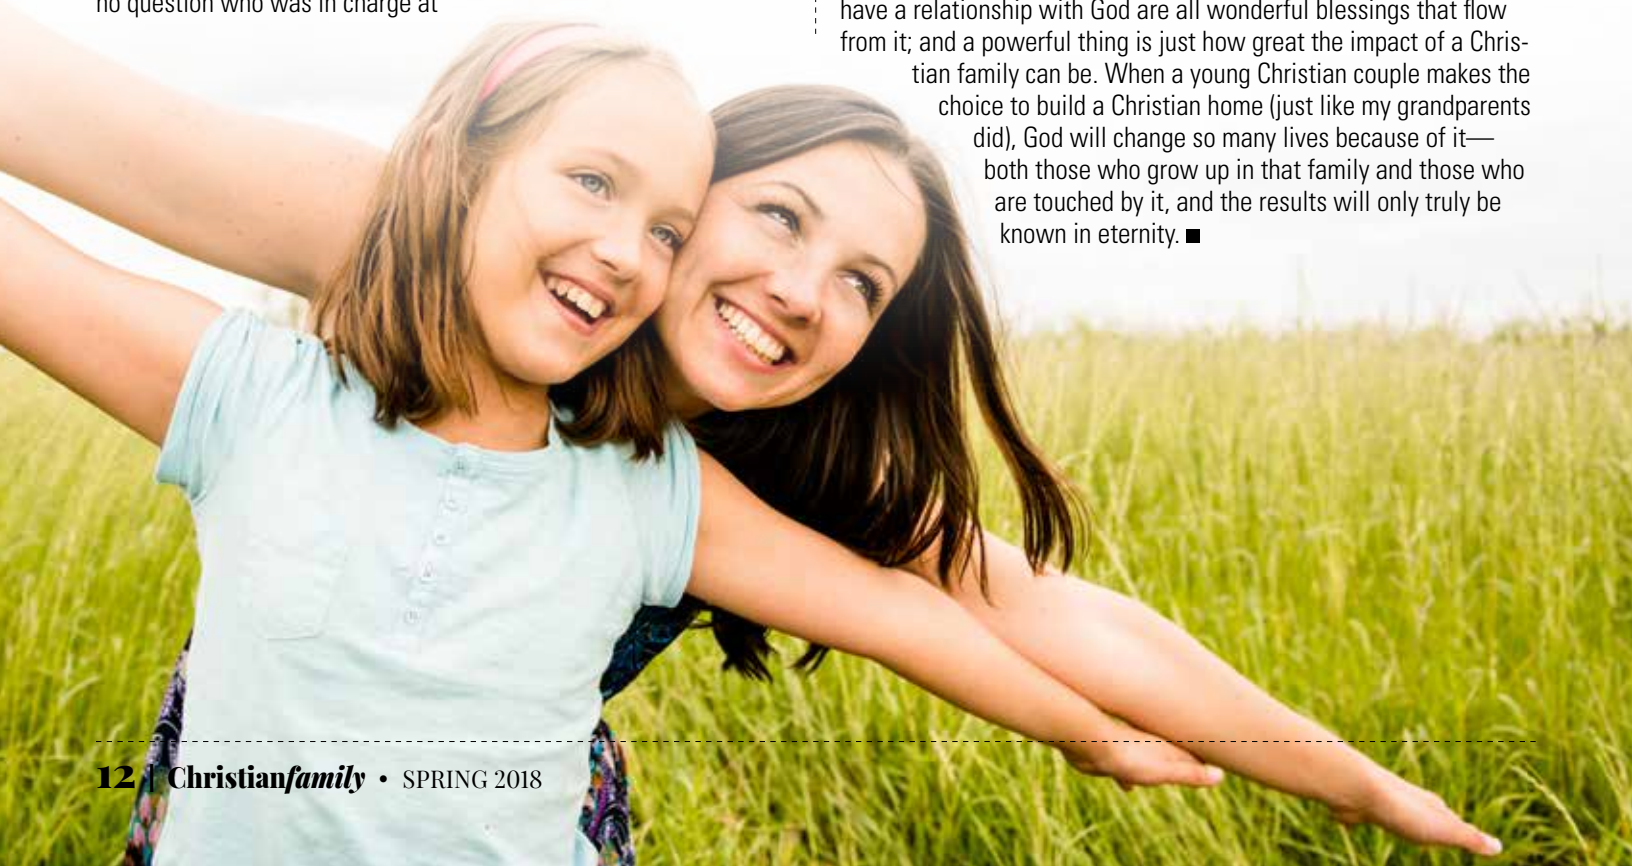 no question who was in charge at
have a relationship with God are all wonderful blessings that flow
from it; and a powerful thing is just how great the impact of a Chris-
tian family can be. When a young Christian couple makes the
choice to build a Christian home (just like my grandparents
did), God will change so many lives because of it—
both those who grow up in that family and those who
are touched by it, and the results will only truly be
known in eternity. ■
12 | Christianfamily • SPRING 2018